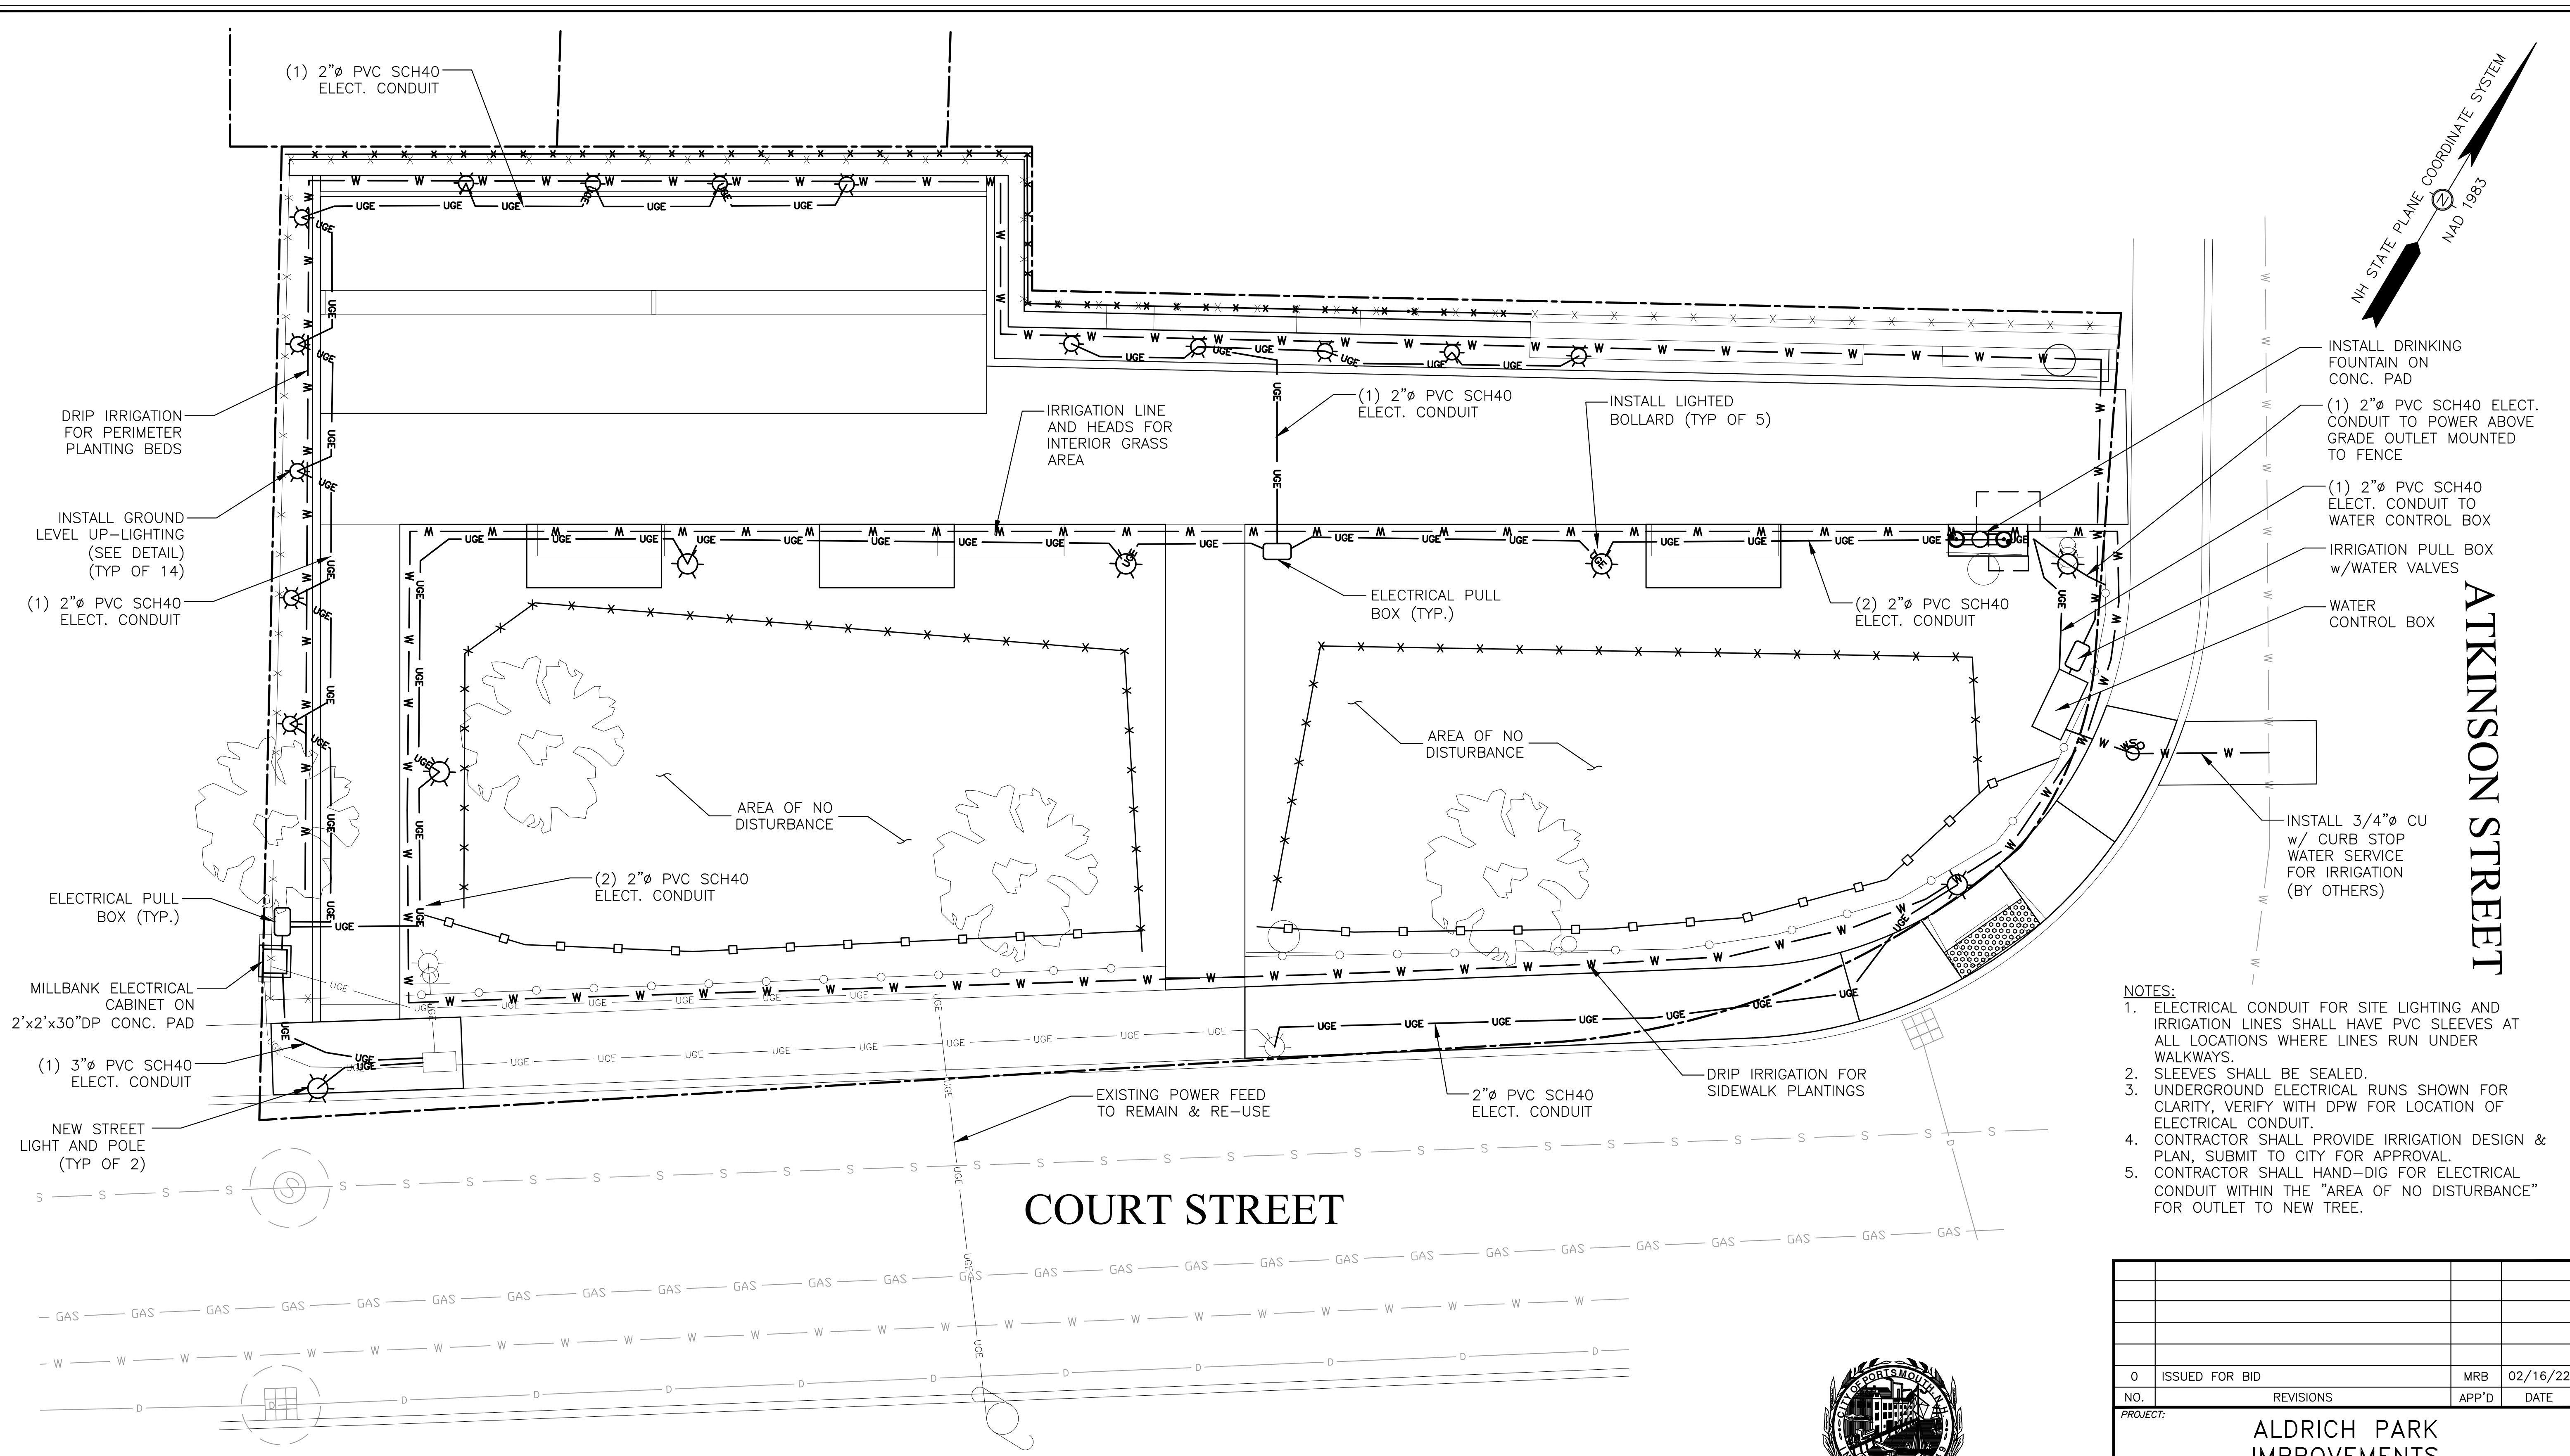 (1) 2"ø PVC SCH40
ELECT. CONDUIT
NH STATE PLANE COORDINATE SYSTEM
NAD 1983
N
DRIP IRRIGATION
FOR PERIMETER
PLANTING BEDS
INSTALL GROUND
LEVEL UP-LIGHTING
(SEE DETAIL)
(TYP OF 14)
(1) 2"ø PVC SCH40
ELECT. CONDUIT
ELECTRICAL PULL
BOX (TYP.)
MILLBANK ELECTRICAL
CABINET ON
2'x2'x30"DP CONC. PAD
(1) 3"ø PVC SCH40
ELECT. CONDUIT
NEW STREET
LIGHT AND POLE
(TYP OF 2)
IRRIGATION LINE
AND HEADS FOR
INTERIOR GRASS
AREA
(1) 2"ø PVC SCH40
ELECT. CONDUIT
INSTALL LIGHTED
BOLLARD (TYP OF 5)
ELECTRICAL PULL
BOX (TYP.)
(2) 2"ø PVC SCH40
ELECT. CONDUIT
AREA OF NO
DISTURBANCE
AREA OF NO
DISTURBANCE
(2) 2"ø PVC SCH40
ELECT. CONDUIT
EXISTING POWER FEED
TO REMAIN & RE-USE
2"ø PVC SCH40
ELECT. CONDUIT
DRIP IRRIGATION FOR
SIDEWALK PLANTINGS
INSTALL DRINKING
FOUNTAIN ON
CONC. PAD
(1) 2"ø PVC SCH40 ELECT.
CONDUIT TO POWER ABOVE
GRADE OUTLET MOUNTED
TO FENCE
(1) 2"ø PVC SCH40
ELECT. CONDUIT TO
WATER CONTROL BOX
IRRIGATION PULL BOX
w/WATER VALVES
WATER
CONTROL BOX
WSO
INSTALL 3/4"ø CU
w/ CURB STOP
WATER SERVICE
FOR IRRIGATION
(BY OTHERS)
ATKINSON STREET
COURT STREET
NOTES:
1. ELECTRICAL CONDUIT FOR SITE LIGHTING AND
IRRIGATION LINES SHALL HAVE PVC SLEEVES AT
ALL LOCATIONS WHERE LINES RUN UNDER
WALKWAYS.
2. SLEEVES SHALL BE SEALED.
3. UNDERGROUND ELECTRICAL RUNS SHOWN FOR
CLARITY, VERIFY WITH DPW FOR LOCATION OF
ELECTRICAL CONDUIT.
4. CONTRACTOR SHALL PROVIDE IRRIGATION DESIGN &
PLAN, SUBMIT TO CITY FOR APPROVAL.
5. CONTRACTOR SHALL HAND-DIG FOR ELECTRICAL
CONDUIT WITHIN THE "AREA OF NO DISTURBANCE"
FOR OUTLET TO NEW TREE.
CITY OF PORTSMOUTH, N.H.
0 ISSUED FOR BID MRB 02/16/22
NO. REVISIONS APP'D DATE
PROJECT:
ALDRICH PARK
IMPROVEMENTS